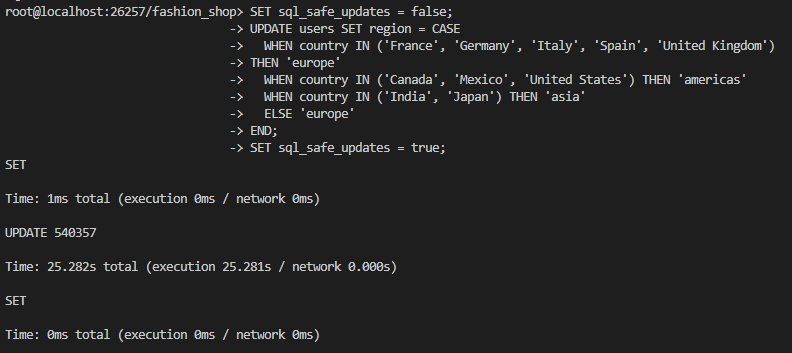 root@localhost:26257/fashion_shop> SET sql_safe_updates = false;
-> UPDATE users SET region = CASE
->   WHEN country IN ('France', 'Germany', 'Italy', 'Spain', 'United Kingdom')
-> THEN 'europe'
->   WHEN country IN ('Canada', 'Mexico', 'United States') THEN 'americas'
->   WHEN country IN ('India', 'Japan') THEN 'asia'
->   ELSE 'europe'
-> END;
-> SET sql_safe_updates = true;
SET
Time: 1ms total (execution 0ms / network 0ms)
UPDATE 540357
Time: 25.282s total (execution 25.281s / network 0.000s)
SET
Time: 0ms total (execution 0ms / network 0ms)